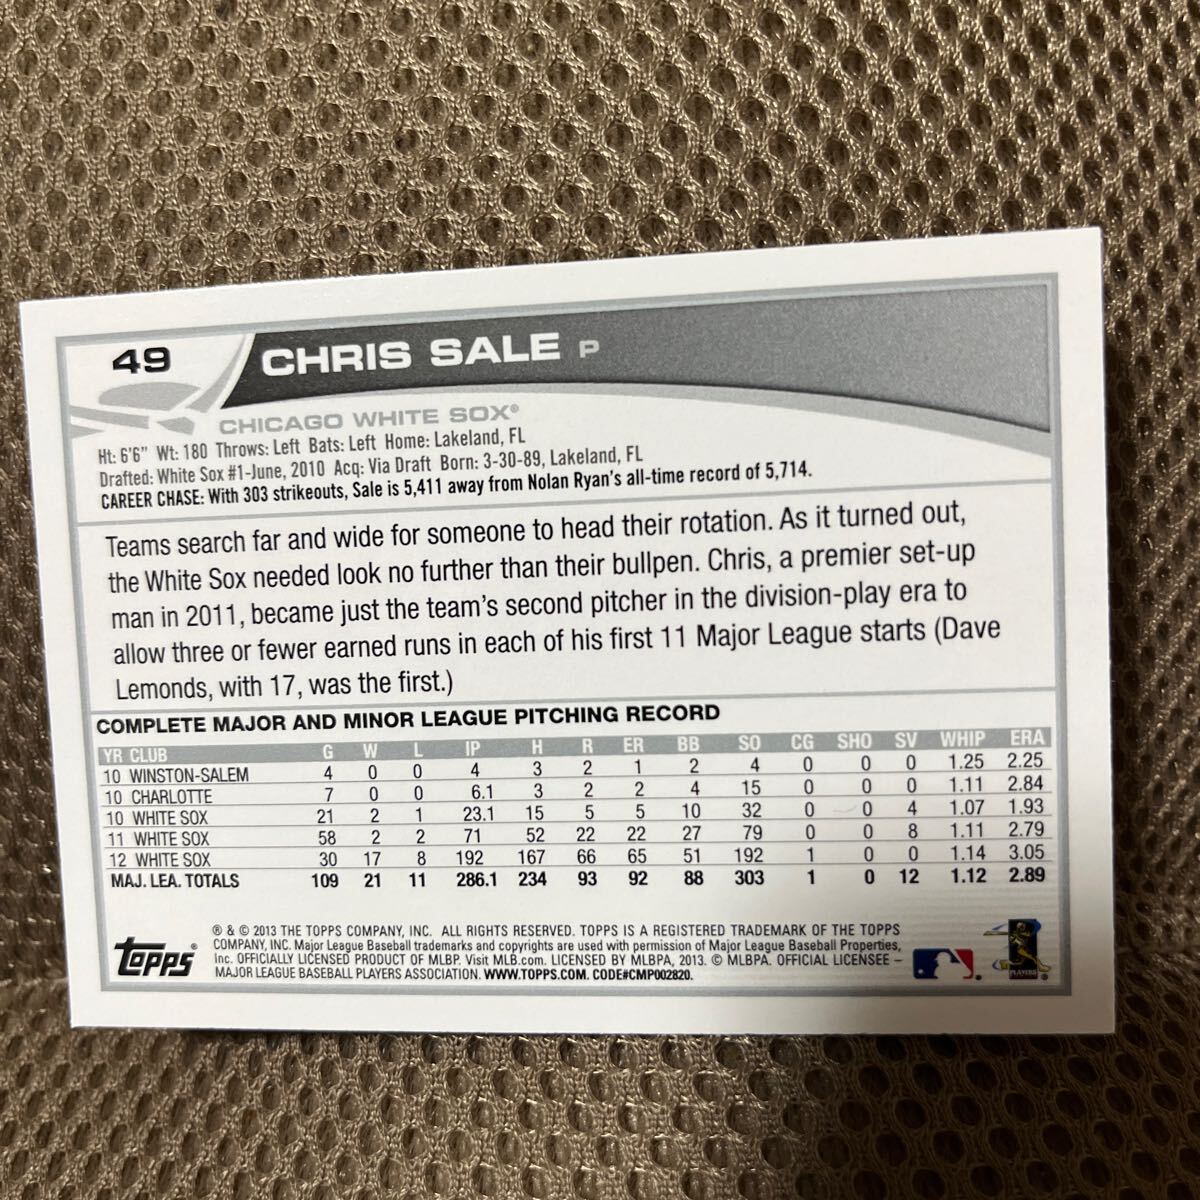 49
CHRIS SALE P
CHICAGO WHITE SOX®
Ht: 6'6" Wt: 180 Throws: Left Bats: Left Home: Lakeland, FL
Drafted: White Sox #1-June, 2010 Acq: Via Draft Born: 3-30-89, Lakeland, FL
CAREER CHASE: With 303 strikeouts, Sale is 5,411 away from Nolan Ryan's all-time record of 5,714.
Teams search far and wide for someone to head their rotation. As it turned out,
the White Sox needed look no further than their bullpen. Chris, a premier set-up
man in 2011, became just the team's second pitcher in the division-play era to
allow three or fewer earned runs in each of his first 11 Major League starts (Dave
Lemonds, with 17, was the first.)
COMPLETE MAJOR AND MINOR LEAGUE PITCHING RECORD
YR CLUB G W L IP H R ER BB SO CG SHO SV WHIP ERA
10 WINSTON-SALEM 4 0 0 4 3 2 1 2 4 0 0 0 1.25 2.25
10 CHARLOTTE 7 0 0 6.1 3 2 2 4 15 0 0 0 1.11 2.84
10 WHITE SOX 21 2 1 23.1 15 5 5 10 32 0 0 4 1.07 1.93
11 WHITE SOX 58 2 2 71 52 22 22 27 79 0 0 8 1.11 2.79
12 WHITE SOX 30 17 8 192 167 66 65 51 192 1 0 0 1.14 3.05
MAJ. LEA. TOTALS 109 21 11 286.1 234 93 92 88 303 1 0 12 1.12 2.89
topps®
® & © 2013 THE TOPPS COMPANY, INC. ALL RIGHTS RESERVED. TOPPS IS A REGISTERED TRADEMARK OF THE TOPPS
COMPANY, INC. Major League Baseball trademarks and copyrights are used with permission of Major League Baseball Properties,
Inc. OFFICIALLY LICENSED PRODUCT OF MLBP. Visit MLB.com. LICENSED BY MLBPA, 2013. © MLBPA. OFFICIAL LICENSEE –
MAJOR LEAGUE BASEBALL PLAYERS ASSOCIATION. WWW.TOPPS.COM. CODE#CMP002820.
PLAYERS